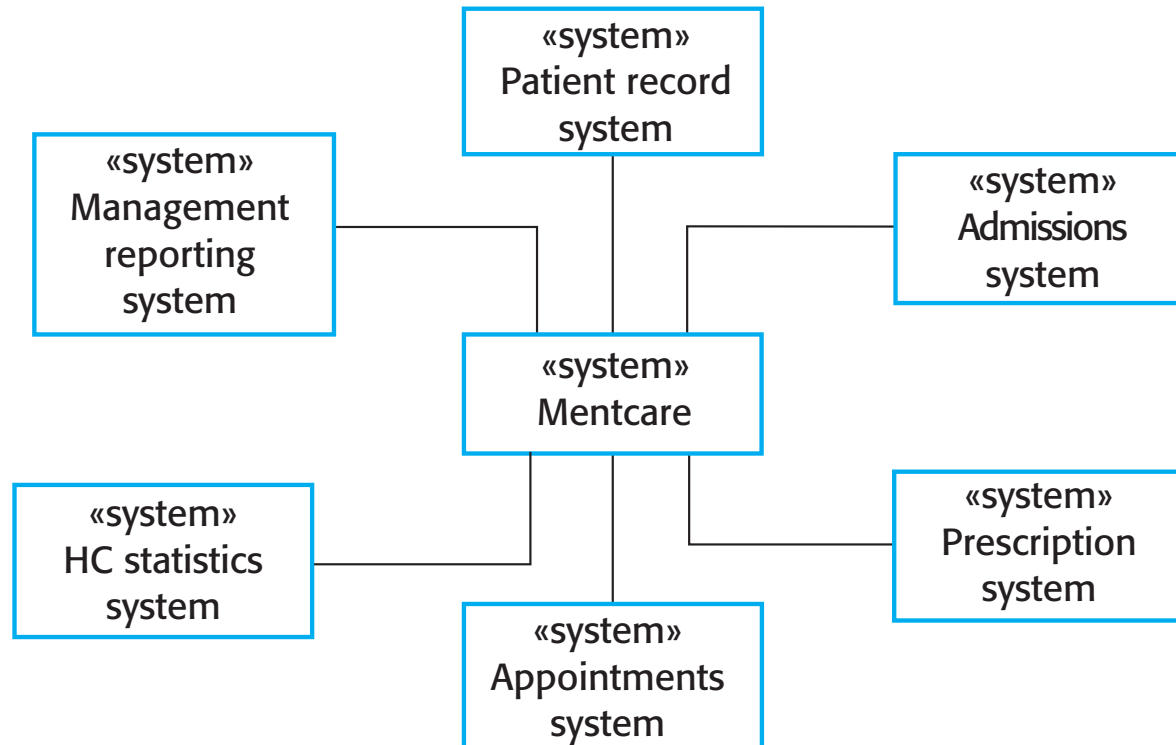 «system»
Patient record
system
«system»
Management
reporting
system
«system»
Admissions
system
«system»
Mentcare
«system»
HC statistics
system
«system»
Prescription
system
«system»
Appointments
system